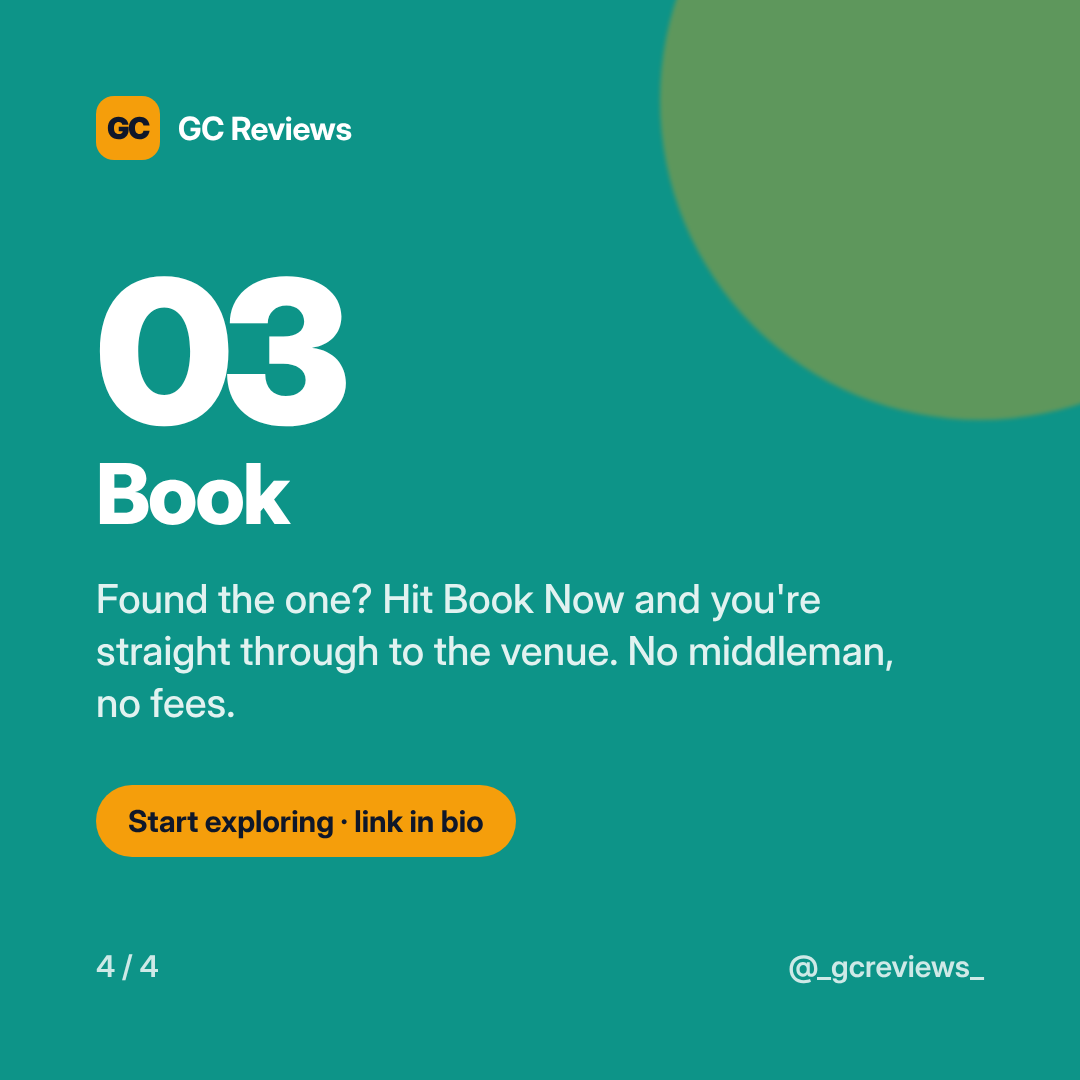 GC
GC Reviews
03
Book
Found the one? Hit Book Now and you're
straight through to the venue. No middleman,
no fees.
Start exploring · link in bio
4 / 4
@_gcreviews_